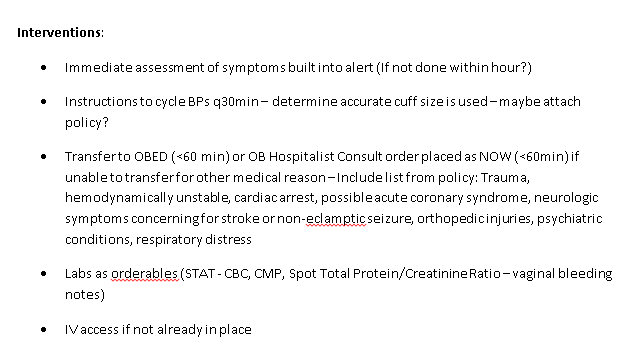 Interventions:
• Immediate assessment of symptoms built into alert (If not done within hour?)
• Instructions to cycle BPs q30min – determine accurate cuff size is used – maybe attach
policy?
• Transfer to OBED (<60 min) or OB Hospitalist Consult order placed as NOW (<60min) if
unable to transfer for other medical reason – Include list from policy: Trauma,
hemodynamically unstable, cardiac arrest, possible acute coronary syndrome, neurologic
symptoms concerning for stroke or non-eclamptic seizure, orthopedic injuries, psychiatric
conditions, respiratory distress
• Labs as orderables (STAT - CBC, CMP, Spot Total Protein/Creatinine Ratio – vaginal bleeding
notes)
• IV access if not already in place